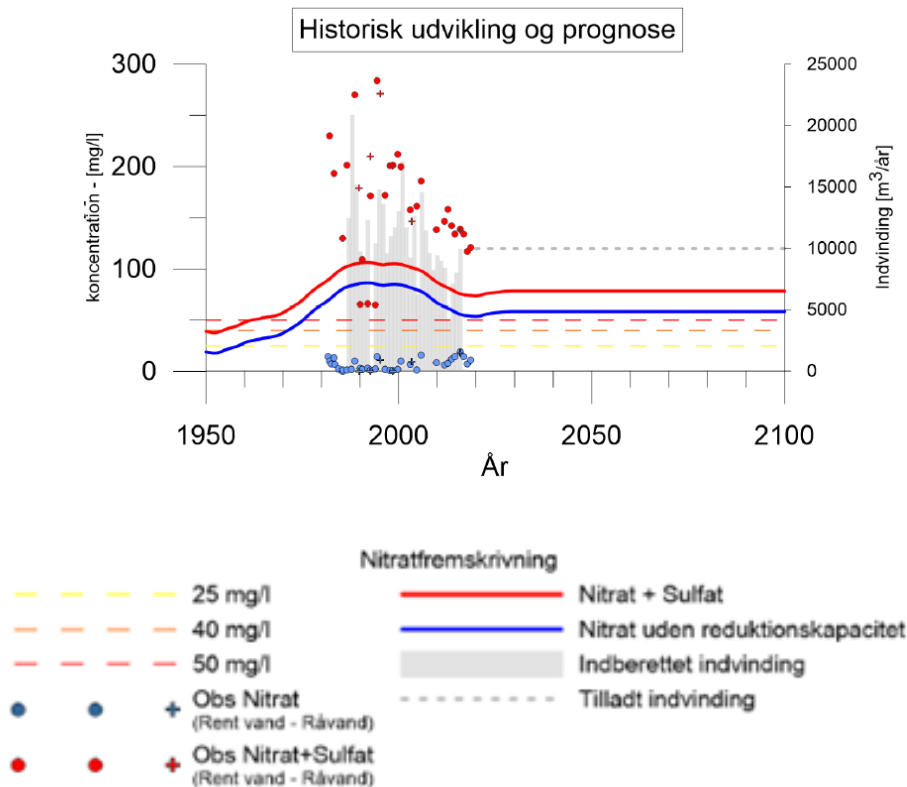 Historisk udvikling og prognose
300
200
100
0
koncentration - [mg/l]
25000
20000
15000
10000
5000
0
Indvinding [m³/år]
1950
2000
2050
2100
År
Nitratfremskrivning
25 mg/l
40 mg/l
50 mg/l
Obs Nitrat
(Rent vand - Råvand)
Obs Nitrat+Sulfat
(Rent vand - Råvand)
Nitrat + Sulfat
Nitrat uden reduktionskapacitet
Indberettet indvinding
Tilladt indvinding